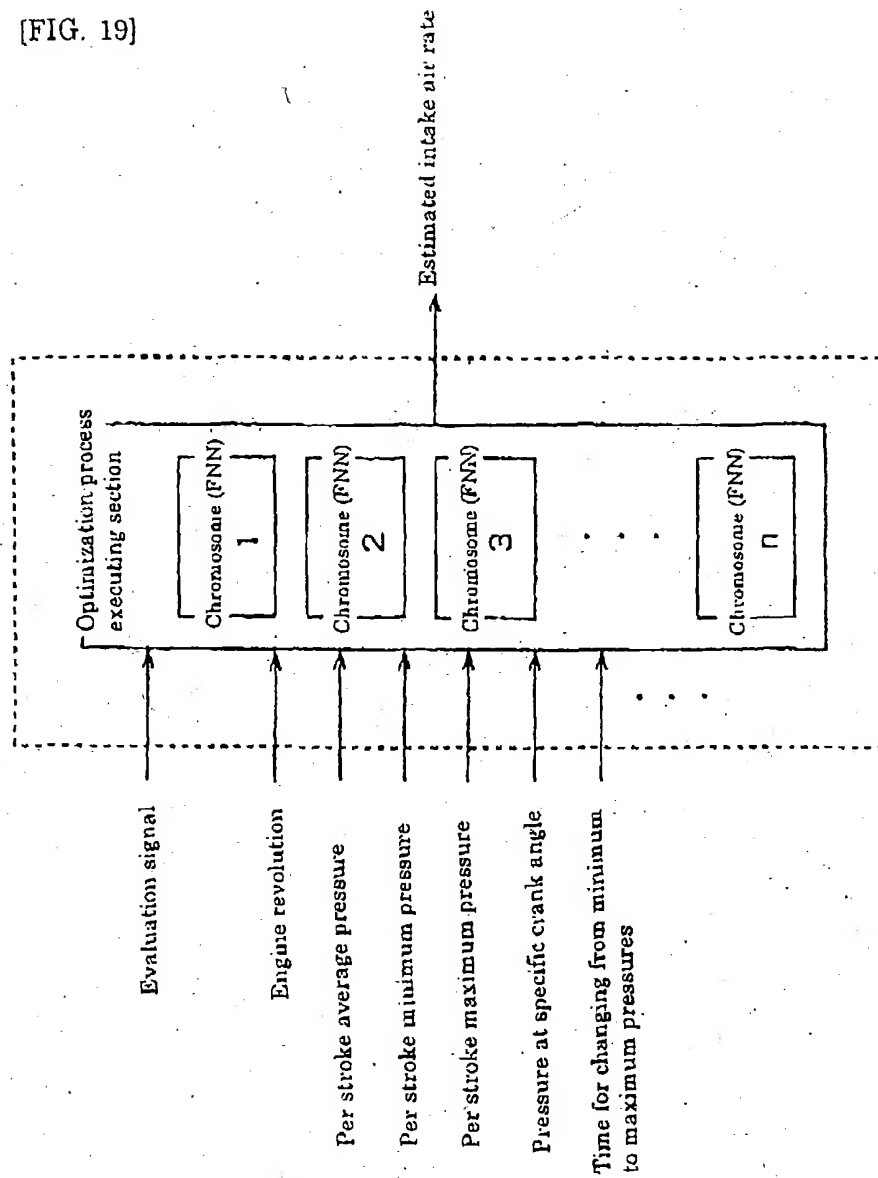 [FIG. 19]
Evaluation signal
Engine revolution
Per stroke average pressure
Per stroke minimum pressure
Per stroke maximum pressure
Pressure at specific crank angle
Time for changing from minimum
to maximum pressures
Optimization process
executing section
Chromosome (FNN)
1
Chromosome (FNN)
2
Chromosome (FNN)
3
Chromosome (FNN)
n
Estimated intake air rate